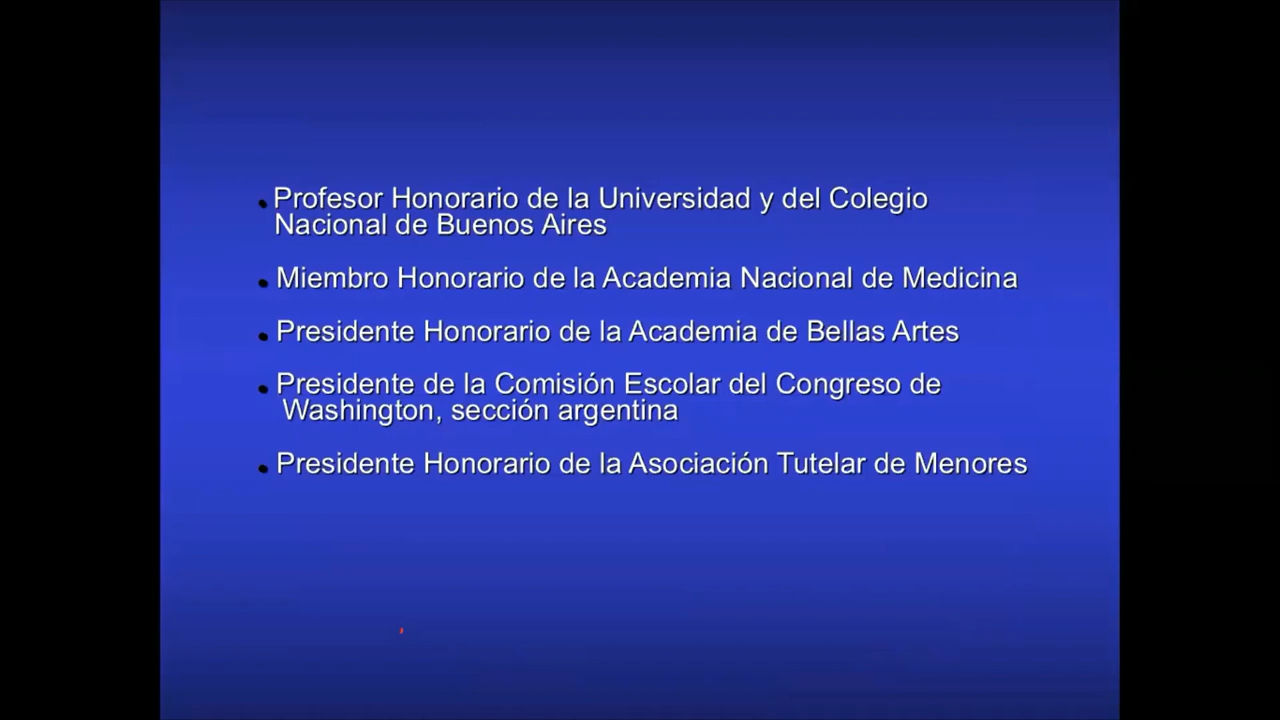 • Profesor Honorario de la Universidad y del Colegio
Nacional de Buenos Aires
• Miembro Honorario de la Academia Nacional de Medicina
• Presidente Honorario de la Academia de Bellas Artes
• Presidente de la Comisión Escolar del Congreso de
Washington, sección argentina
• Presidente Honorario de la Asociación Tutelar de Menores